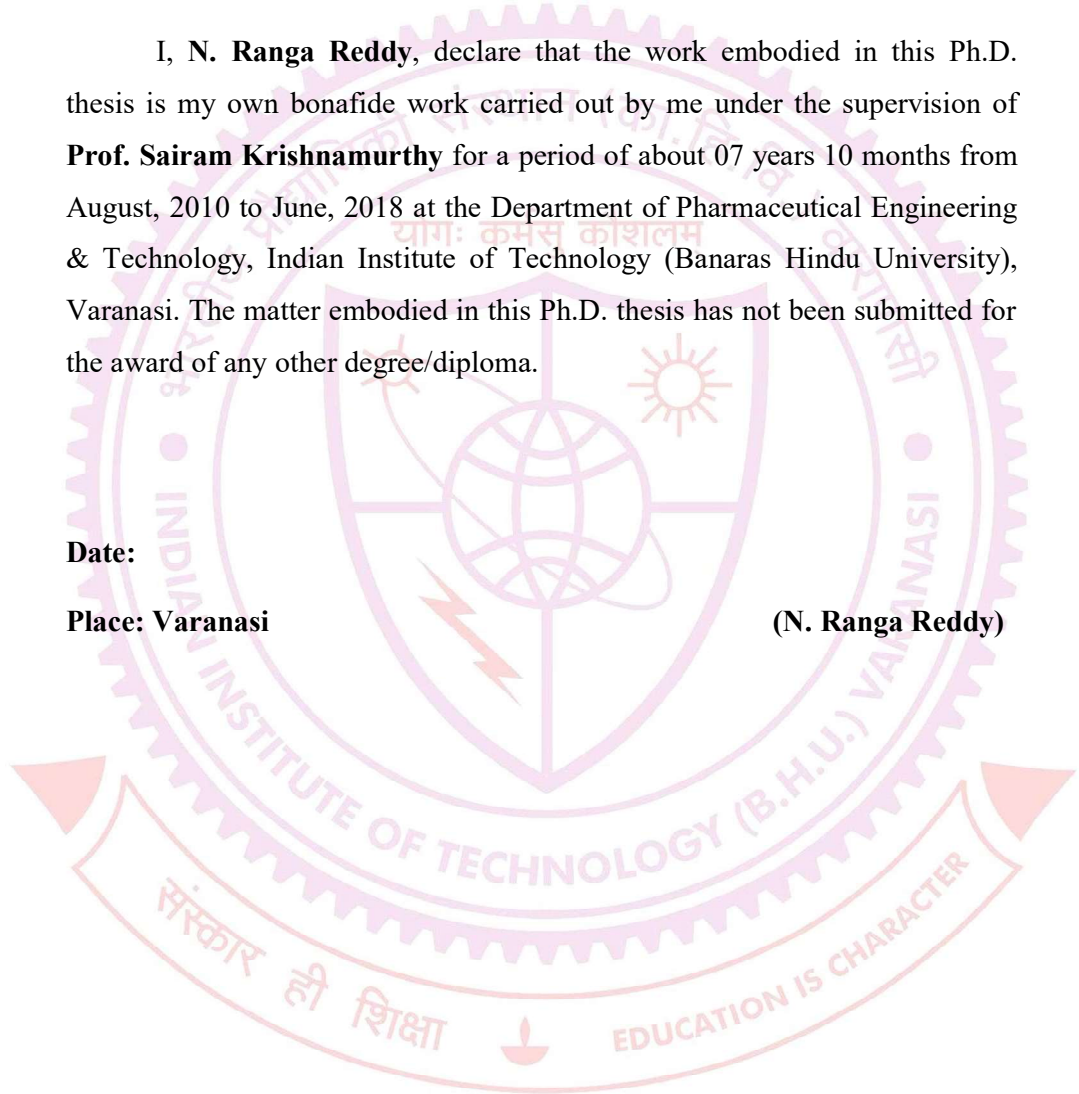 I, N. Ranga Reddy, declare that the work embodied in this Ph.D.
thesis is my own bonafide work carried out by me under the supervision of
Prof. Sairam Krishnamurthy for a period of about 07 years 10 months from
August, 2010 to June, 2018 at the Department of Pharmaceutical Engineering
& Technology, Indian Institute of Technology (Banaras Hindu University),
Varanasi. The matter embodied in this Ph.D. thesis has not been submitted for
the award of any other degree/diploma.
Date:
Place: Varanasi
(N. Ranga Reddy)
INDIAN INSTITUTE OF TECHNOLOGY (B.H.U.) VARANASI
संस्कार ही शिक्षा
EDUCATION IS CHARACTER